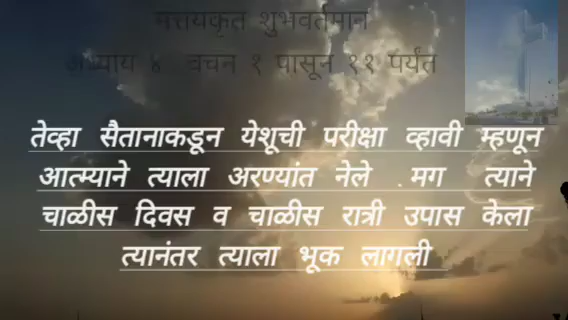 मत्तयकृत शुभवर्तमान
अध्याय ४ वचन १ पासून ११ पर्यंत
तेव्हा सैतानाकडून येशूची परीक्षा व्हावी म्हणून
आत्म्याने त्याला अरण्यांत नेले . मग त्याने
चाळीस दिवस व चाळीस रात्री उपास केला
त्यानंतर त्याला भूक लागली